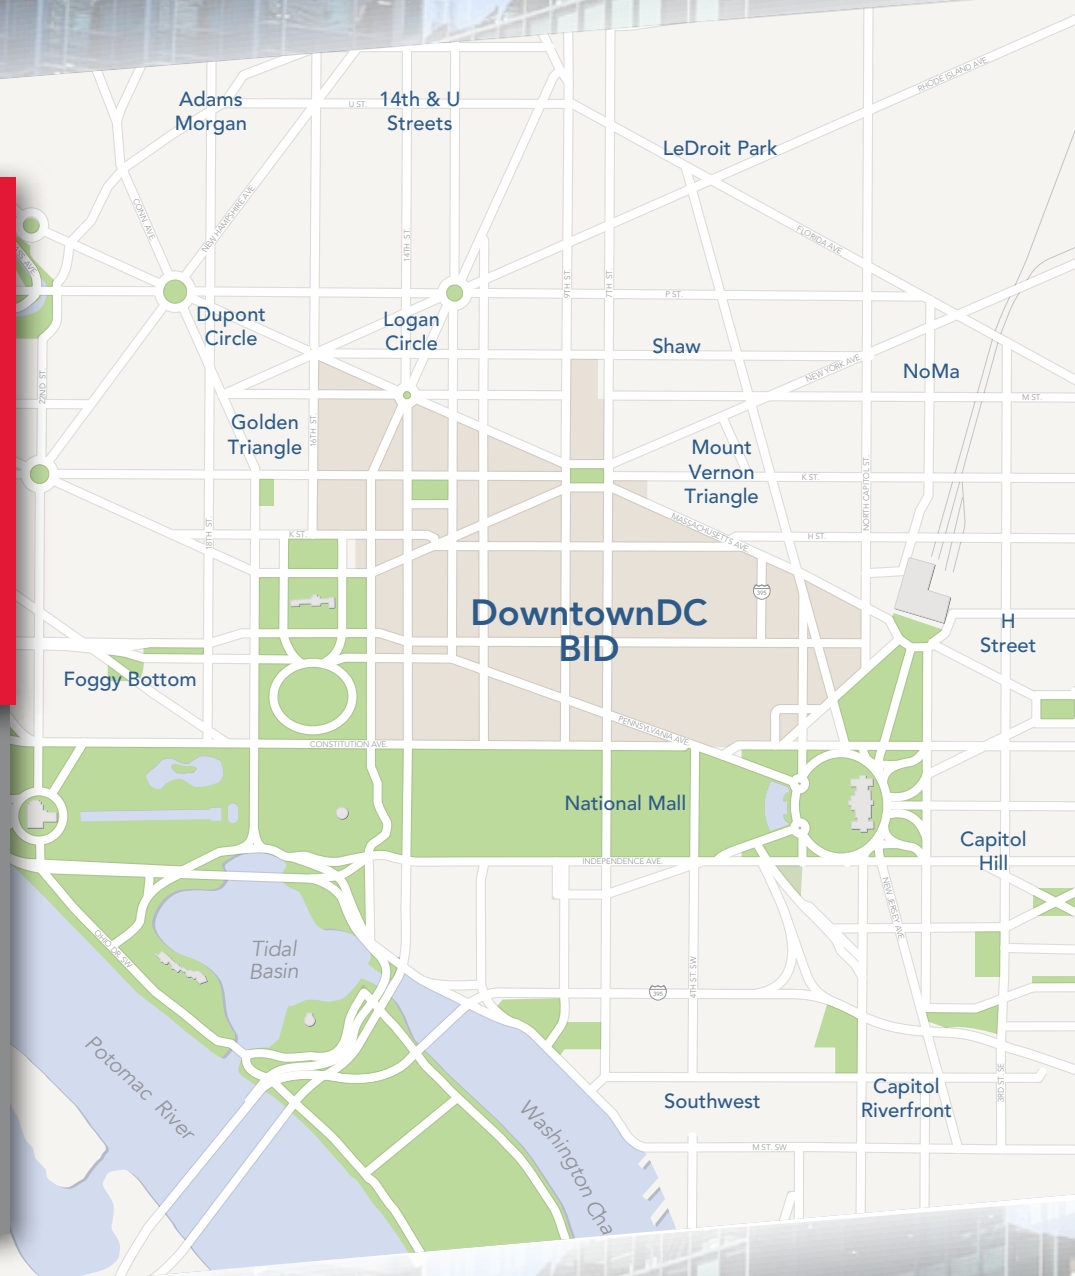 Adams
Morgan
14th & U
Streets
U ST.
RHODE ISLAND AVE.
LeDroit Park
CONN. AVE.
NEW HAMPSHIRE AVE.
14TH ST.
FLORIDA AVE.
9TH ST.
7TH ST.
P ST.
Dupont
Circle
Logan
Circle
Shaw
NEW YORK AVE.
NoMa
22ND ST.
M ST.
Golden
Triangle
16TH ST.
Mount
Vernon
Triangle
K ST.
NORTH CAPITOL ST.
MASSACHUSETTS AVE.
18TH ST.
K ST.
H ST.
395
DowntownDC
BID
H
Street
Foggy Bottom
PENNSYLVANIA AVE.
CONSTITUTION AVE.
National Mall
Capitol
Hill
INDEPENDENCE AVE.
NEW JERSEY AVE.
OHIO DR. SW
Tidal
Basin
4TH ST. SW
395
Potomac River
Washington Cha
3RD ST. SE
Southwest
Capitol
Riverfront
M ST. SW